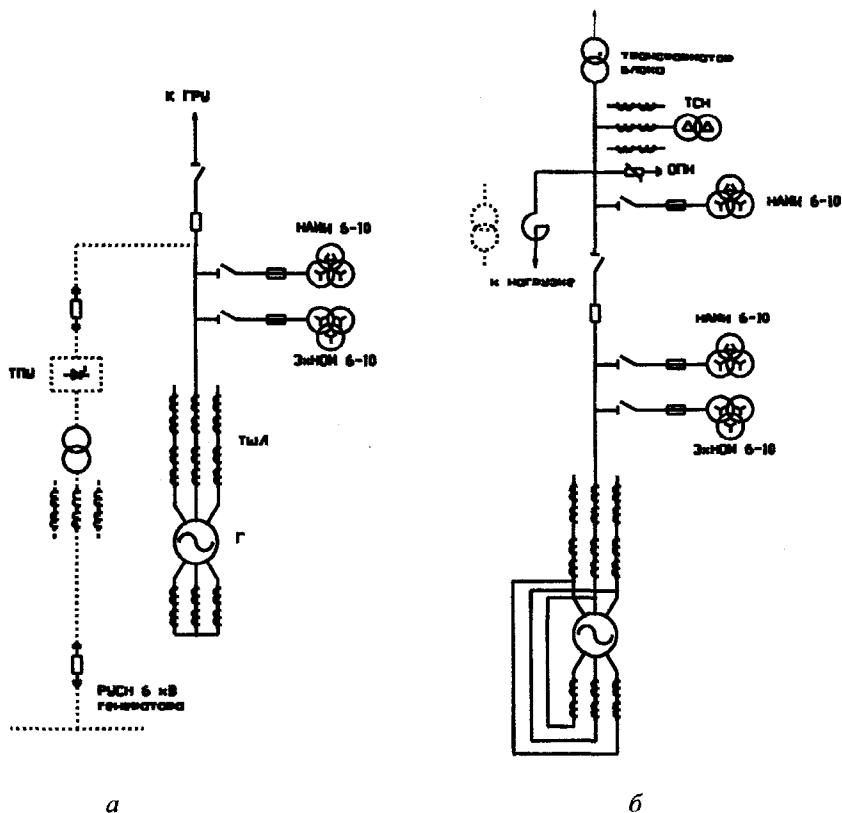 К ГРУ
НАМИ 6-10
3хНОМ 6-10
ТПУ
ТШЛ
Г
РУСН 6 кВ
генератора
а
трансформатор
блока
ТСН
ОПН
НАМИ 6-10
к нагрузке
НАМИ 6-10
3хНОМ 6-10
б